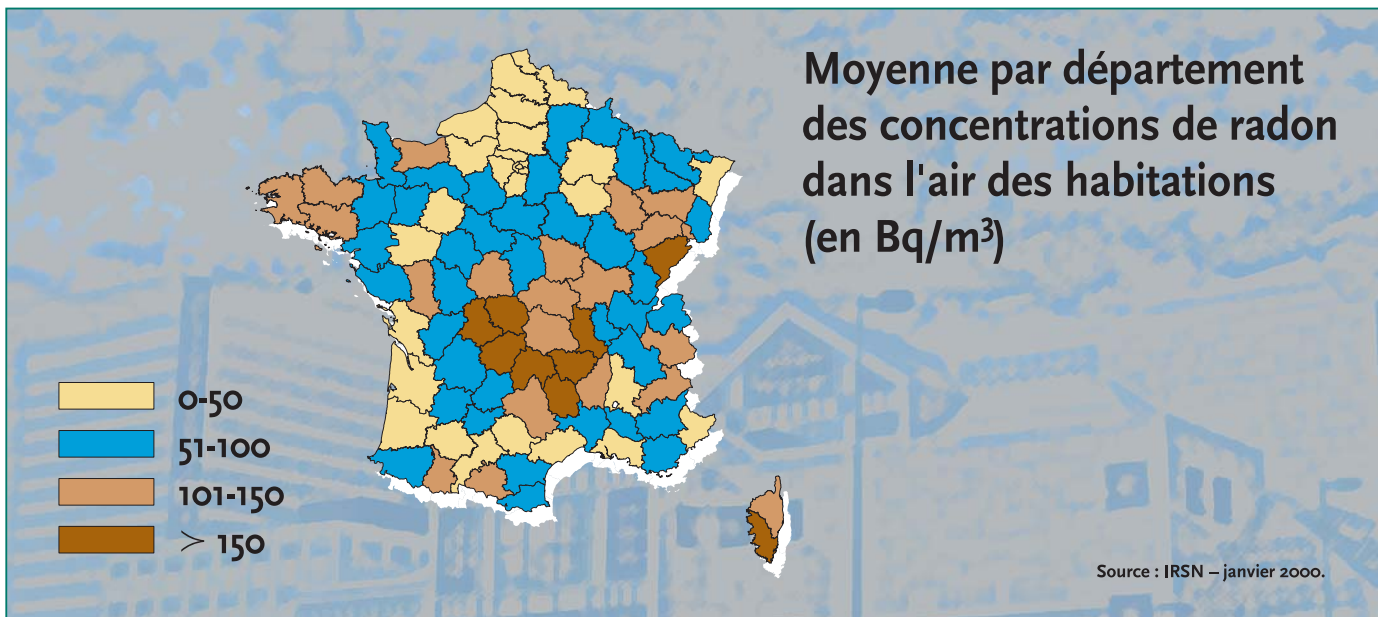 Moyenne par département
des concentrations de radon
dans l'air des habitations
(en Bq/m³)
0-50
51-100
101-150
> 150
Source : IRSN – janvier 2000.